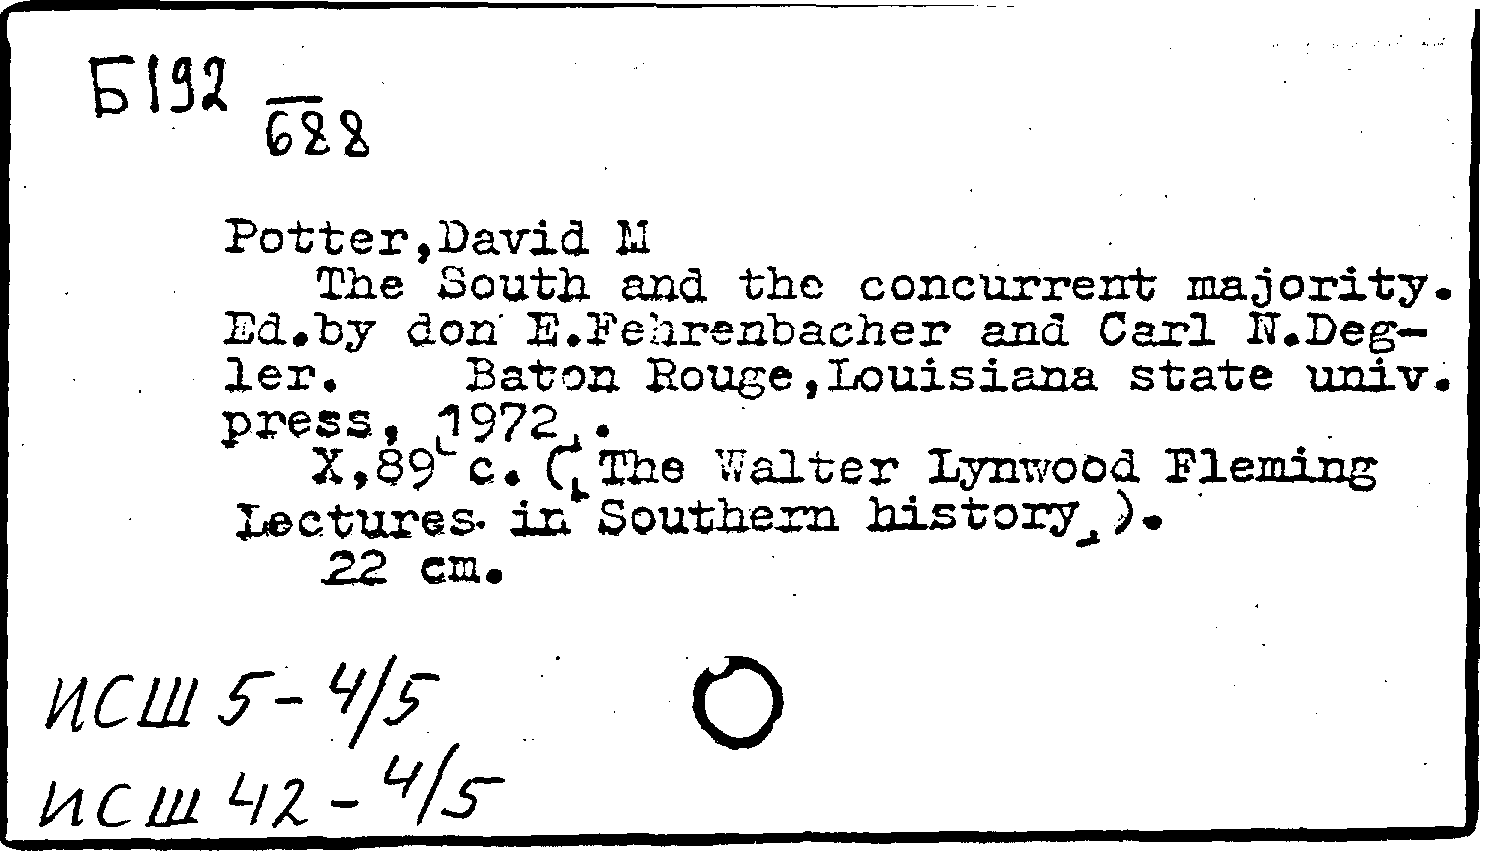 Б192
688
Potter,David M
The South and the concurrent majority.
Ed.by don E.Fehrenbacher and Carl N.Deg-
ler. Baton Rouge,Louisiana state univ.
press, [1972].
X,89 c. ([The Walter Lynwood Fleming
Lectures in Southern history]).
22 cm.
ИСШ 5-4/5
ИСШ 42-4/5